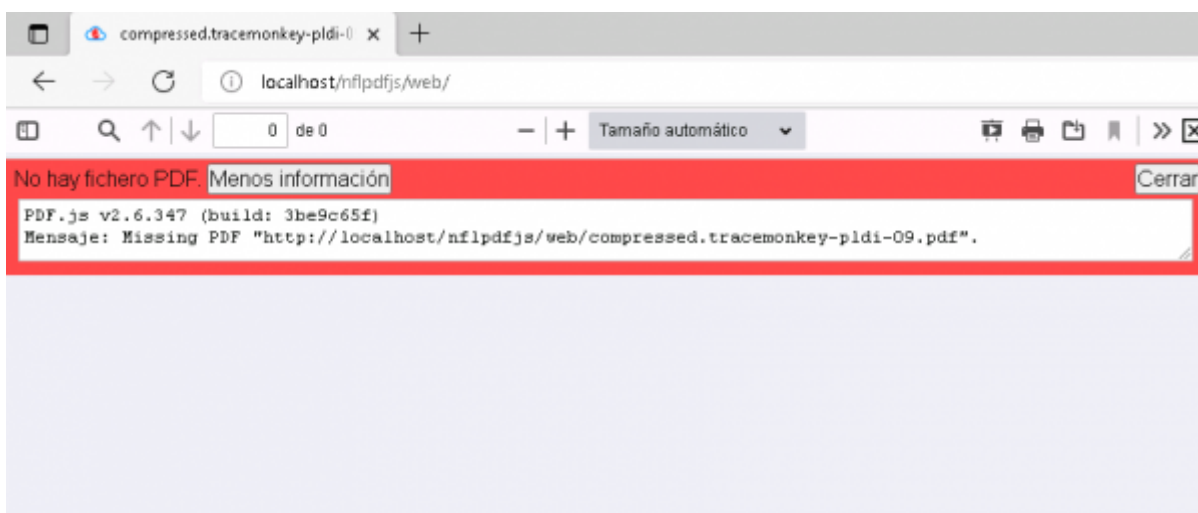 compressed.tracemonkey-pldi-0
localhost/nflpdfjs/web/
0 de 0 Tamaño automático
No hay fichero PDF. Menos información Cerrar
PDF.js v2.6.347 (build: 3be9c65f)
Mensaje: Missing PDF "http://localhost/nflpdfjs/web/compressed.tracemonkey-pldi-09.pdf".